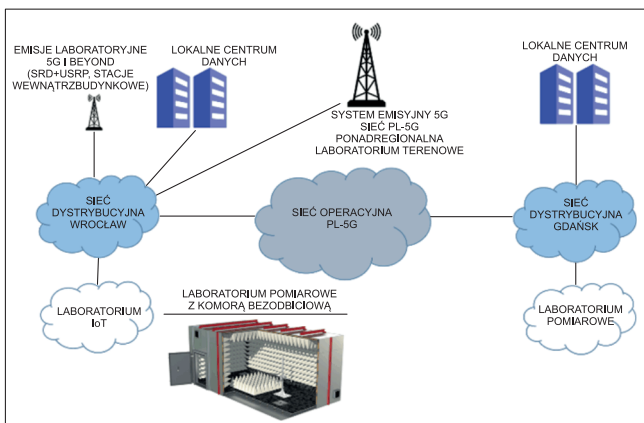 EMISJE LABORATORYJNE
5G I BEYOND
(SRD+USRP, STACJE
WEWNĄTRZBUDYNKOWE)
LOKALNE CENTRUM
DANYCH
SYSTEM EMISYJNY 5G
SIEĆ PL-5G
PONADREGIONALNA
LABORATORIUM TERENOWE
LOKALNE CENTRUM
DANYCH
SIEĆ
DYSTRYBUCYJNA
WROCŁAW
SIEĆ OPERACYJNA
PL-5G
SIEĆ
DYSTRYBUCYJNA
GDAŃSK
LABORATORIUM
IoT
LABORATORIUM POMIAROWE
Z KOMORĄ BEZODBICIOWĄ
LABORATORIUM
POMIAROWE